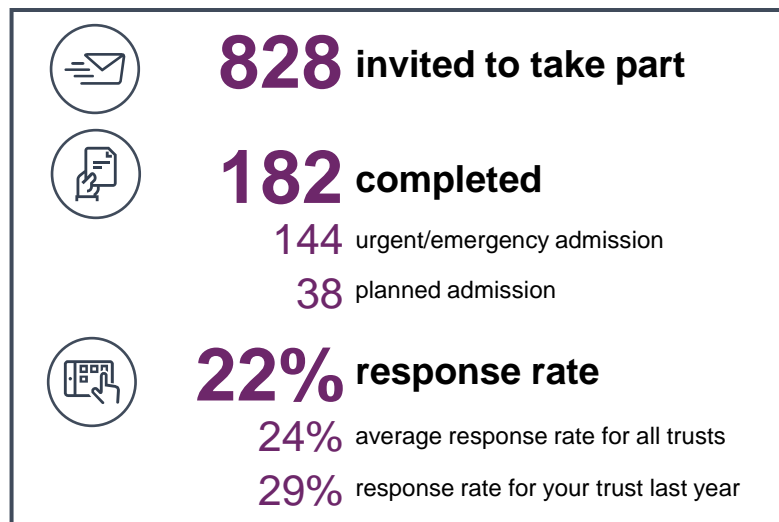 828 invited to take part
182 completed
144 urgent/emergency admission
38 planned admission
22% response rate
24% average response rate for all trusts
29% response rate for your trust last year